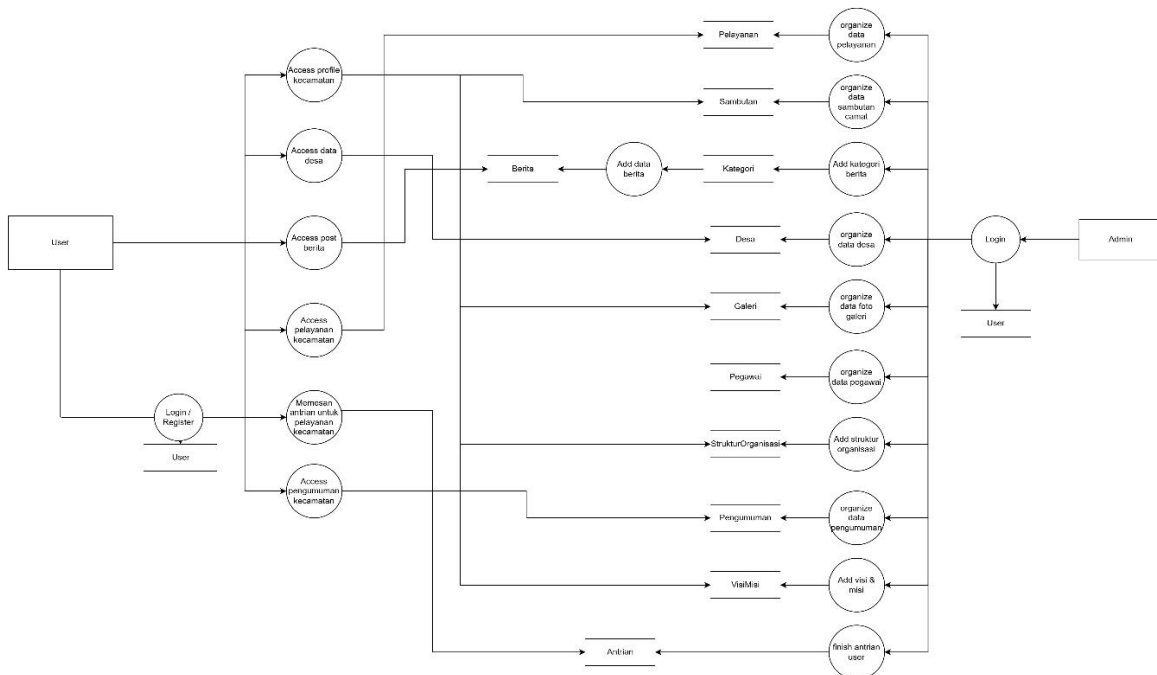 User
Login /
Register
User
Access profile
kecamatan
Access data
desa
Access post
berita
Access
pelayanan
kecamatan
Memesan
antrian untuk
pelayanan
kecamatan
Access
pengumuman
kecamatan
Berita
Add data
berita
Pelayanan
Sambutan
Kategori
Desa
Galeri
Pegawai
StrukturOrganisasi
Pengumuman
VisiMisi
Antrian
organize
data
pelayanan
organize
data
sambutan
camat
Add kategori
berita
organize
data desa
organize
data foto
galeri
organize
data pegawai
Add struktur
organisasi
organize
data
pengumuman
Add visi &
misi
finish antrian
user
Login
User
Admin